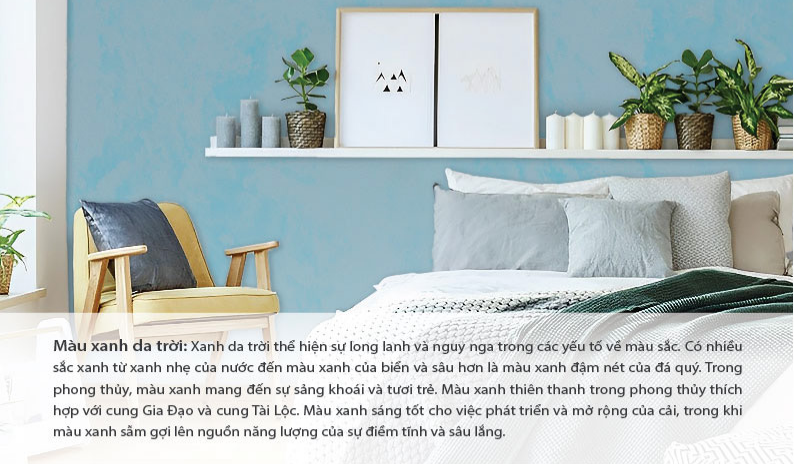 Màu xanh da trời: Xanh da trời thể hiện sự long lanh và nguy nga trong các yếu tố về màu sắc. Có nhiều
sắc xanh từ xanh nhẹ của nước đến màu xanh của biển và sâu hơn là màu xanh đậm nét của đá quý. Trong
phong thủy, màu xanh mang đến sự sảng khoái và tươi trẻ. Màu xanh thiên thanh trong phong thủy thích
hợp với cung Gia Đạo và cung Tài Lộc. Màu xanh sáng tốt cho việc phát triển và mở rộng của cải, trong khi
màu xanh sẫm gợi lên nguồn năng lượng của sự điềm tĩnh và sâu lắng.